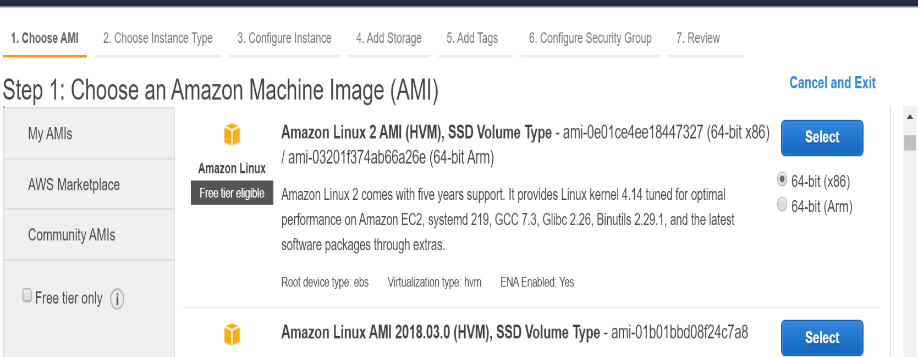 1. Choose AMI 2. Choose Instance Type 3. Configure Instance 4. Add Storage 5. Add Tags 6. Configure Security Group 7. Review
Step 1: Choose an Amazon Machine Image (AMI)
Cancel and Exit
My AMIs
AWS Marketplace
Community AMIs
Free tier only i
Amazon Linux
Free tier eligible
Amazon Linux 2 AMI (HVM), SSD Volume Type - ami-0e01ce4ee18447327 (64-bit x86)
/ ami-03201f374ab66a26e (64-bit Arm)
Amazon Linux 2 comes with five years support. It provides Linux kernel 4.14 tuned for optimal
performance on Amazon EC2, systemd 219, GCC 7.3, Glibc 2.26, Binutils 2.29.1, and the latest
software packages through extras.
Root device type: ebs Virtualization type: hvm ENA Enabled: Yes
Select
64-bit (x86)
64-bit (Arm)
Amazon Linux AMI 2018.03.0 (HVM), SSD Volume Type - ami-01b01bbd08f24c7a8
Select